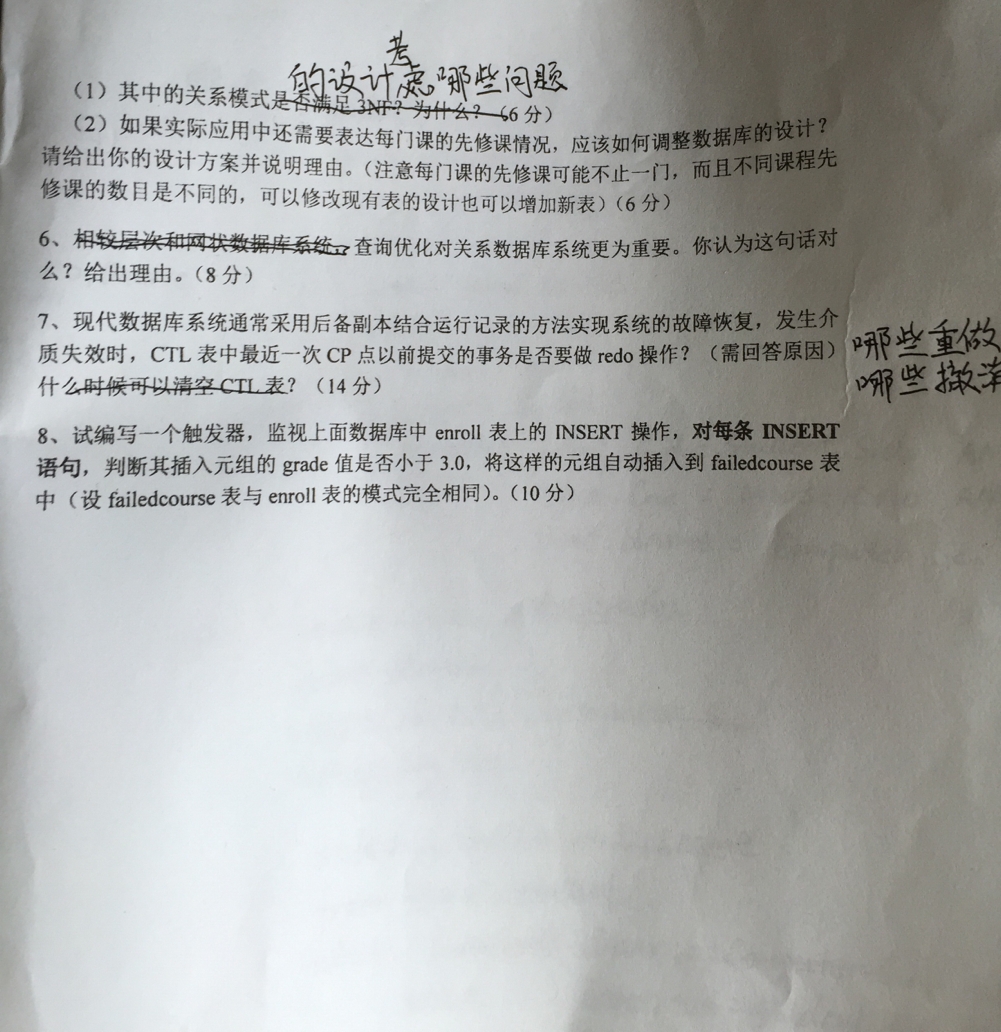 的设计考虑哪些问题
（1）其中的关系模式是否满足 3NF？为什么？（6 分）
（2）如果实际应用中还需要表达每门课的先修课情况，应该如何调整数据库的设计？
请给出你的设计方案并说明理由。（注意每门课的先修课可能不止一门，而且不同课程先
修课的数目是不同的，可以修改现有表的设计也可以增加新表）（6 分）
6、相较层次和网状数据库系统，查询优化对关系数据库系统更为重要。你认为这句话对
么？给出理由。（8 分）
7、现代数据库系统通常采用后备副本结合运行记录的方法实现系统的故障恢复，发生介
质失效时，CTL 表中最近一次 CP 点以前提交的事务是否要做 redo 操作？（需回答原因）
哪些重做
什么时候可以清空 CTL 表？（14 分）
哪些撤消
8、试编写一个触发器，监视上面数据库中 enroll 表上的 INSERT 操作，对每条 INSERT
语句，判断其插入元组的 grade 值是否小于 3.0，将这样的元组自动插入到 failedcourse 表
中（设 failedcourse 表与 enroll 表的模式完全相同）。（10 分）